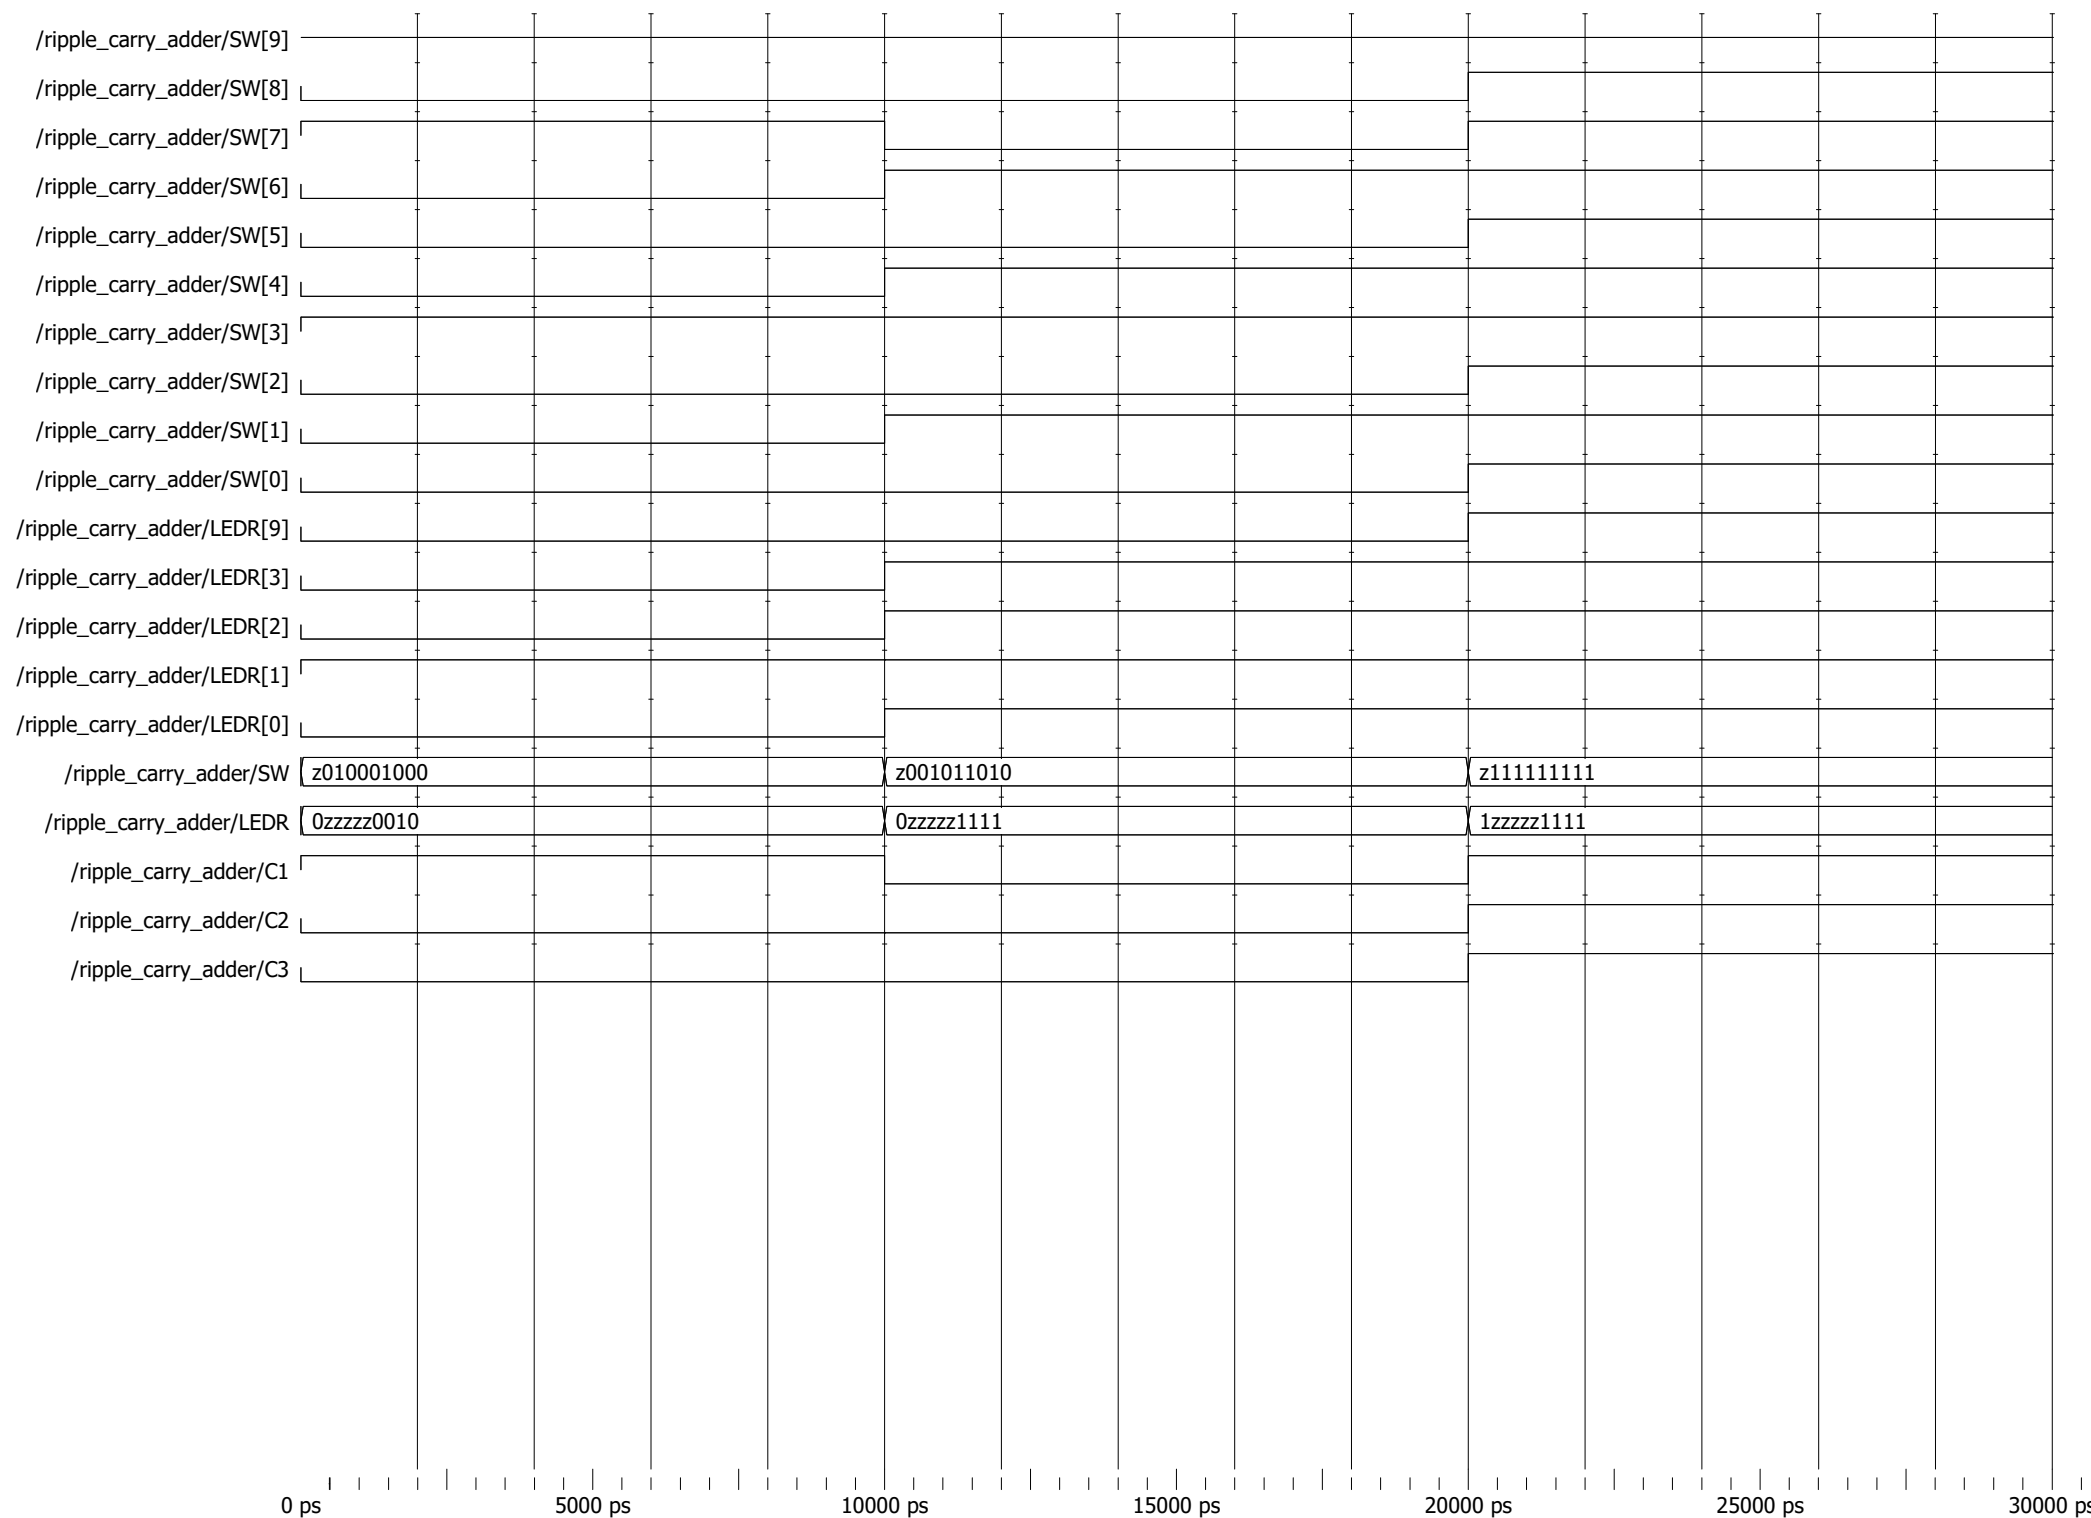 /ripple_carry_adder/SW[9]
/ripple_carry_adder/SW[8]
/ripple_carry_adder/SW[7]
/ripple_carry_adder/SW[6]
/ripple_carry_adder/SW[5]
/ripple_carry_adder/SW[4]
/ripple_carry_adder/SW[3]
/ripple_carry_adder/SW[2]
/ripple_carry_adder/SW[1]
/ripple_carry_adder/SW[0]
/ripple_carry_adder/LEDR[9]
/ripple_carry_adder/LEDR[3]
/ripple_carry_adder/LEDR[2]
/ripple_carry_adder/LEDR[1]
/ripple_carry_adder/LEDR[0]
/ripple_carry_adder/SW z010001000 z001011010 z111111111
/ripple_carry_adder/LEDR 0zzzzz0010 0zzzzz1111 1zzzzz1111
/ripple_carry_adder/C1
/ripple_carry_adder/C2
/ripple_carry_adder/C3
0 ps 5000 ps 10000 ps 15000 ps 20000 ps 25000 ps 30000 ps